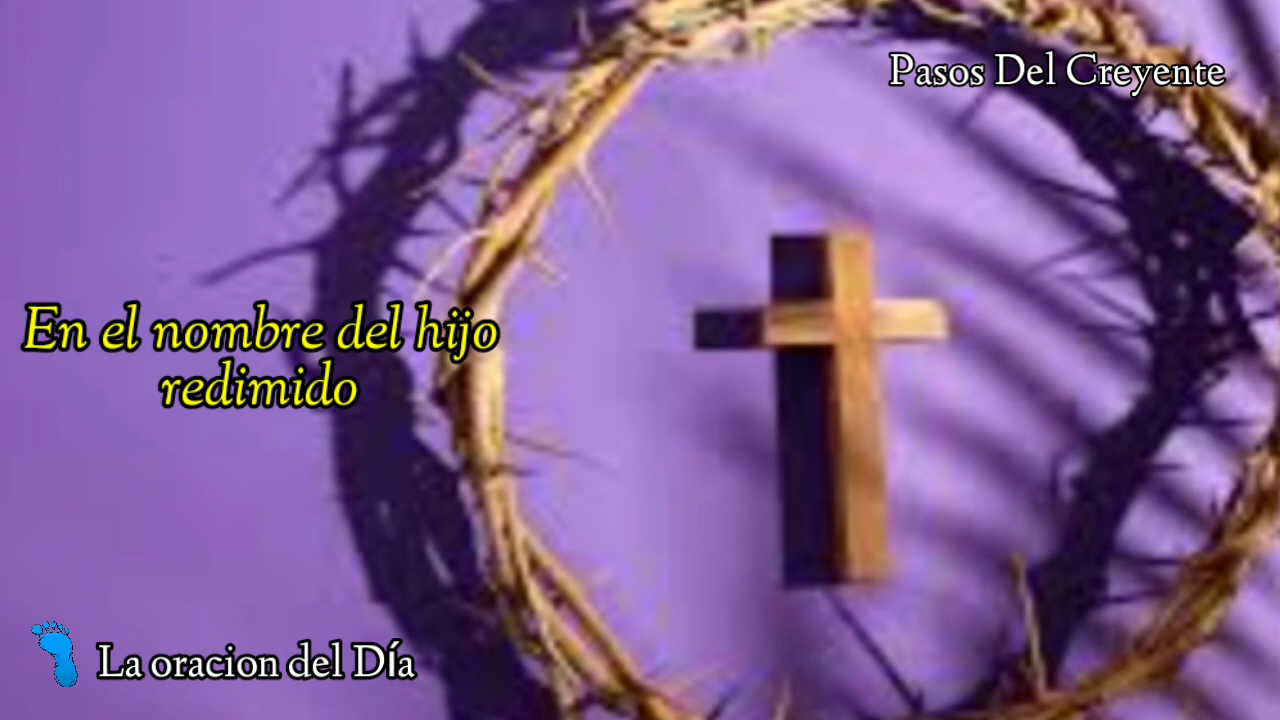 Pasos Del Creyente
En el nombre del hijo
redimido
La oracion del Día